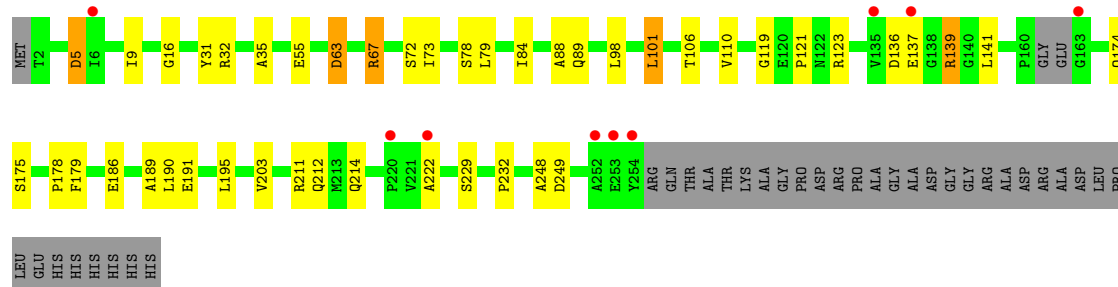 MET T2 D5 I6 I9 G16 Y31 R32 A35 E55 D63 R67 S72 I73 S78 L79 I84 A88 Q89 L98 L101 T106 V110 G119 E120 P121 N122 R123 V135 D136 E137 G138 R139 G140 L141 P160 GLY GLU G163 Q174
S175 P178 F179 E186 A189 L190 E191 L195 V203 R211 Q212 M213 Q214 P220 V221 A222 S229 P232 A248 D249 A252 E253 Y254 ARG GLN THR ALA THR LYS ALA GLY PRO ASP ARG PRO ALA GLY ALA ASP GLY GLY ARG ALA ASP ARG ALA ASP LEU PRO
LEU GLU HIS HIS HIS HIS HIS HIS